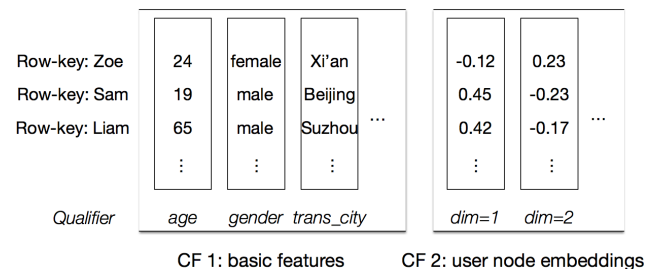 Row-key: Zoe 24 female Xi'an -0.12 0.23
Row-key: Sam 19 male Beijing 0.45 -0.23
Row-key: Liam 65 male Suzhou ... 0.42 -0.17 ...
⋮ ⋮ ⋮ ⋮ ⋮
Qualifier age gender trans_city dim=1 dim=2
CF 1: basic features CF 2: user node embeddings